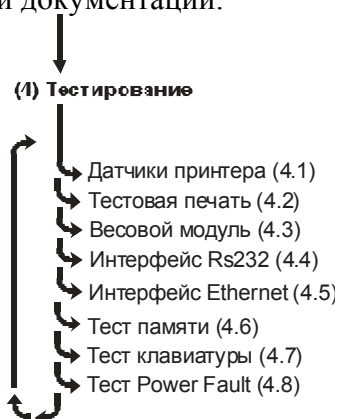 и документации.
(4) Тестирование
Датчики принтера (4.1)
Тестовая печать (4.2)
Весовой модуль (4.3)
Интерфейс Rs232 (4.4)
Интерфейс Ethernet (4.5)
Тест памяти (4.6)
Тест клавиатуры (4.7)
Тест Power Fault (4.8)